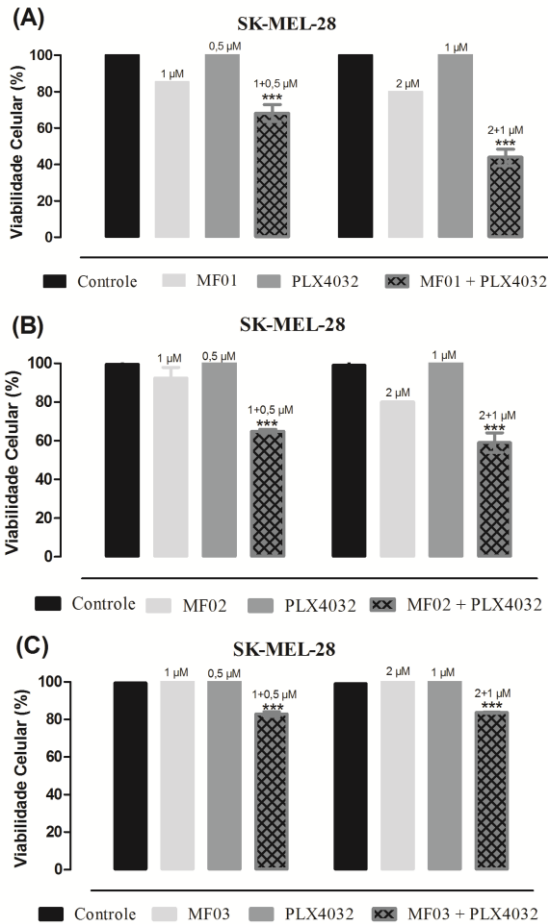 (A)
SK-MEL-28
Viabilidade Celular (%)
100
80
60
40
20
0
1 µM
0,5 µM
1+0,5 µM
***
2 µM
1 µM
2+1 µM
***
Controle MF01 PLX4032 MF01 + PLX4032
(B)
SK-MEL-28
Viabilidade Celular (%)
100
80
60
40
20
0
1 µM
0,5 µM
1+0,5 µM
***
2 µM
1 µM
2+1 µM
***
Controle MF02 PLX4032 MF02 + PLX4032
(C)
SK-MEL-28
Viabilidade Celular (%)
100
80
60
40
20
0
1 µM
0,5 µM
1+0,5 µM
***
2 µM
1 µM
2+1 µM
***
Controle MF03 PLX4032 MF03 + PLX4032